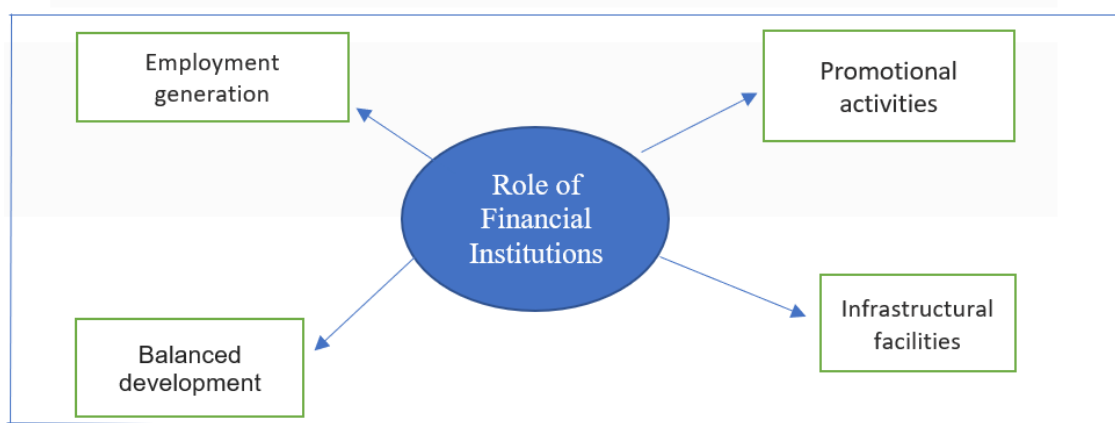 Employment
generation
Promotional
activities
Role of
Financial
Institutions
Balanced
development
Infrastructural
facilities